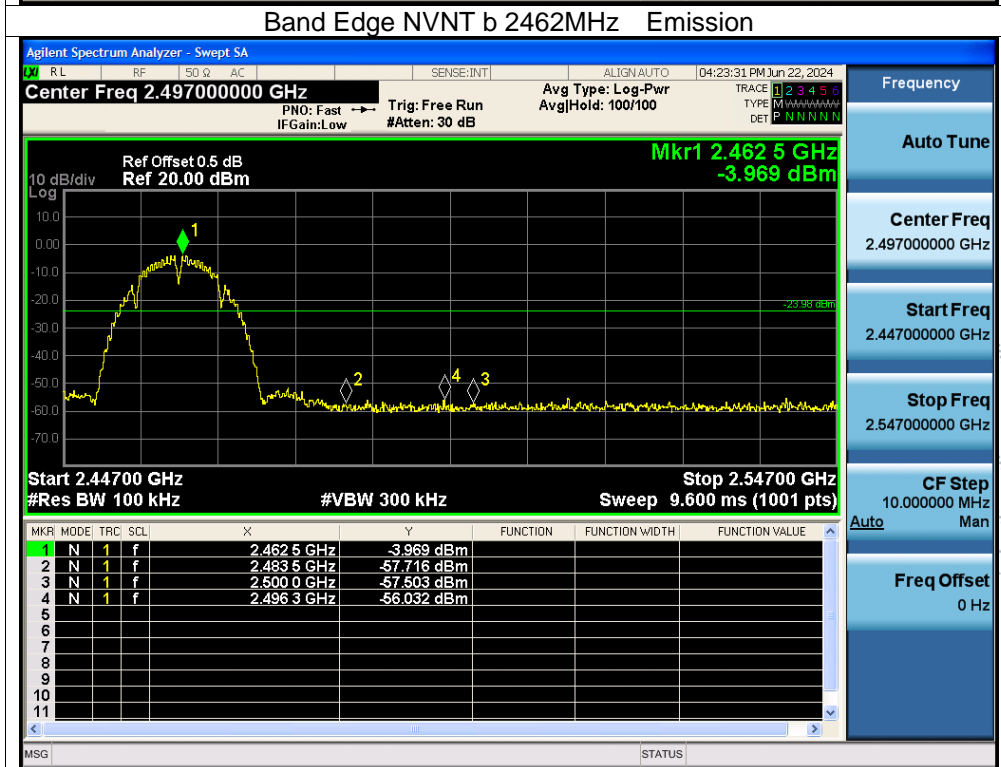 Band Edge NVNT b 2462MHz Emission
Agilent Spectrum Analyzer - Swept SA
LXI RL RF 50 Ω AC SENSE:INT ALIGN AUTO 04:23:31 PM Jun 22, 2024
Center Freq 2.497000000 GHz
PNO: Fast
IFGain:Low
Trig: Free Run
#Atten: 30 dB
Avg Type: Log-Pwr
Avg|Hold: 100/100
TRACE 1 2 3 4 5 6
TYPE M WWWWW
DET P N N N N N
Frequency
Auto Tune
Center Freq
2.497000000 GHz
Start Freq
2.447000000 GHz
Stop Freq
2.547000000 GHz
CF Step
10.000000 MHz
Auto Man
Freq Offset
0 Hz
Mkr1 2.462 5 GHz
-3.969 dBm
Ref Offset 0.5 dB
10 dB/div Ref 20.00 dBm
Log
10.0
0.00
-10.0
-20.0
-30.0
-40.0
-50.0
-60.0
-70.0
1
-23.98 dBm
2
4
3
Start 2.44700 GHz Stop 2.54700 GHz
#Res BW 100 kHz #VBW 300 kHz Sweep 9.600 ms (1001 pts)
MKR MODE TRC SCL X Y FUNCTION FUNCTION WIDTH FUNCTION VALUE
1 N 1 f 2.462 5 GHz -3.969 dBm
2 N 1 f 2.483 5 GHz -57.716 dBm
3 N 1 f 2.500 0 GHz -57.503 dBm
4 N 1 f 2.496 3 GHz -56.032 dBm
5
6
7
8
9
10
11
MSG STATUS